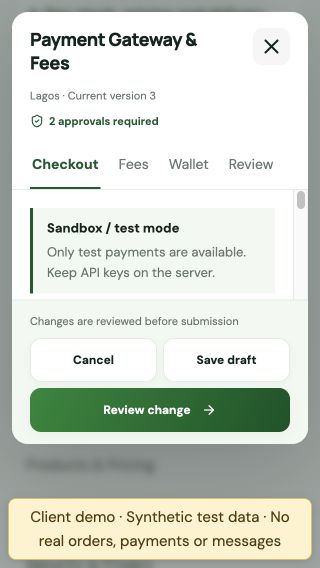 Payment Gateway &
Fees
Lagos · Current version 3
2 approvals required
Checkout Fees Wallet Review
Sandbox / test mode
Only test payments are available.
Keep API keys on the server.
Changes are reviewed before submission
Cancel Save draft
Review change →
Products & Pricing
Client demo · Synthetic test data · No
real orders, payments or messages